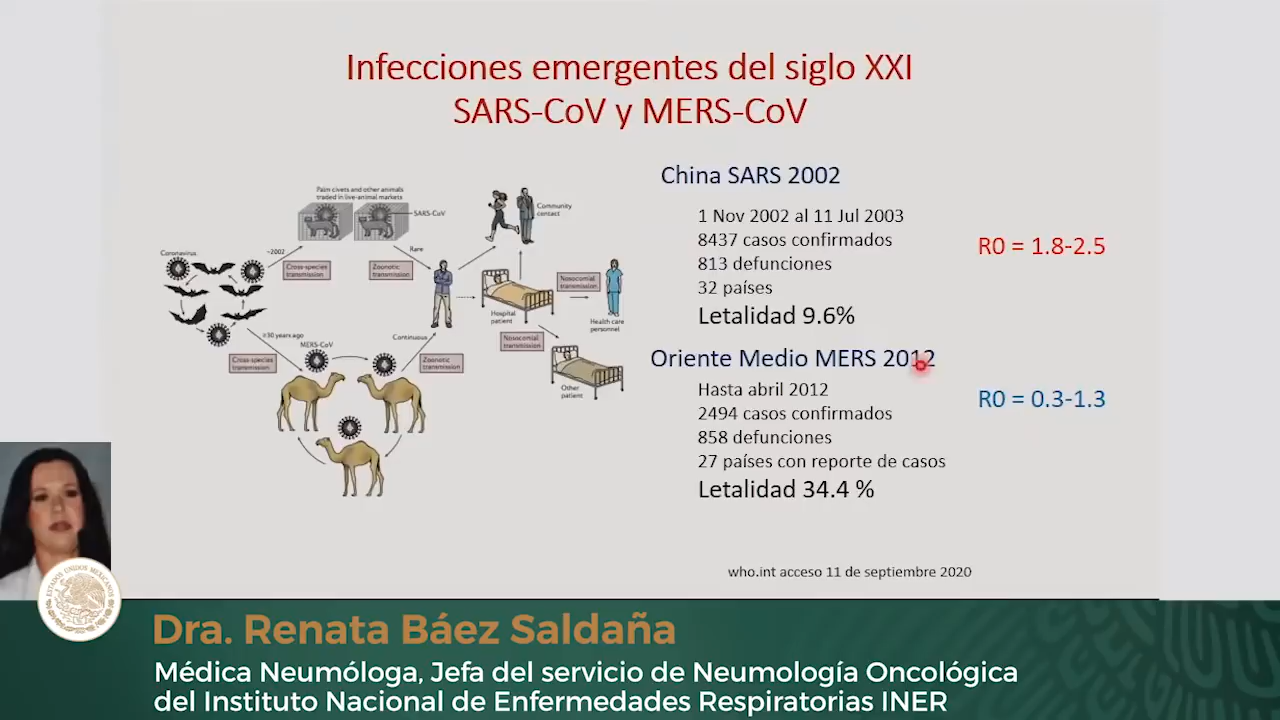 Infecciones emergentes del siglo XXI
SARS-CoV y MERS-CoV
Palm civets and other animals
traded in live-animal markets
SARS-CoV
Community
contact
Coronavirus
~2002
Rare
Cross-species
transmission
Zoonotic
transmission
Nosocomial
transmission
Hospital
patient
Health care
personnel
≥30 years ago
MERS-CoV
Continuous
Nosocomial
transmission
Cross-species
transmission
Zoonotic
transmission
Other
patient
China SARS 2002
1 Nov 2002 al 11 Jul 2003
8437 casos confirmados
813 defunciones
32 países
Letalidad 9.6%
R0 = 1.8-2.5
Oriente Medio MERS 2012
Hasta abril 2012
2494 casos confirmados
858 defunciones
27 países con reporte de casos
Letalidad 34.4 %
R0 = 0.3-1.3
who.int acceso 11 de septiembre 2020
ESTADOS UNIDOS MEXICANOS
Dra. Renata Báez Saldaña
Médica Neumóloga, Jefa del servicio de Neumología Oncológica
del Instituto Nacional de Enfermedades Respiratorias INER